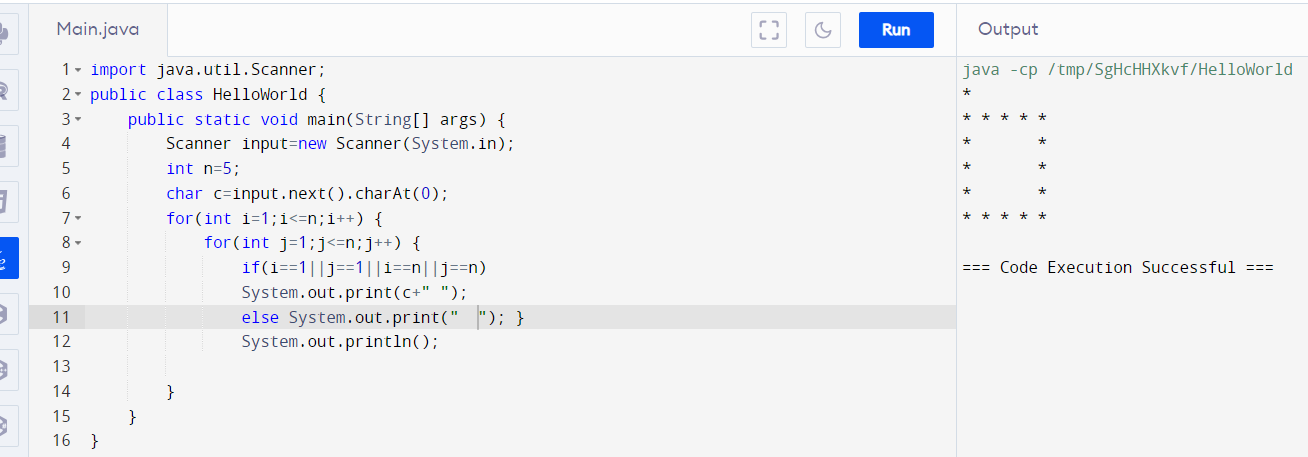 Main.java
Run
Output
1 import java.util.Scanner;
2 public class HelloWorld {
3     public static void main(String[] args) {
4         Scanner input=new Scanner(System.in);
5         int n=5;
6         char c=input.next().charAt(0);
7         for(int i=1;i<=n;i++) {
8             for(int j=1;j<=n;j++) {
9                 if(i==1||j==1||i==n||j==n)
10                 System.out.print(c+" ");
11                 else System.out.print("  "); }
12                 System.out.println();
13
14         }
15     }
16 }
java -cp /tmp/SgHcHHXkvf/HelloWorld
*
* * * * *
*       *
*       *
*       *
* * * * *
=== Code Execution Successful ===